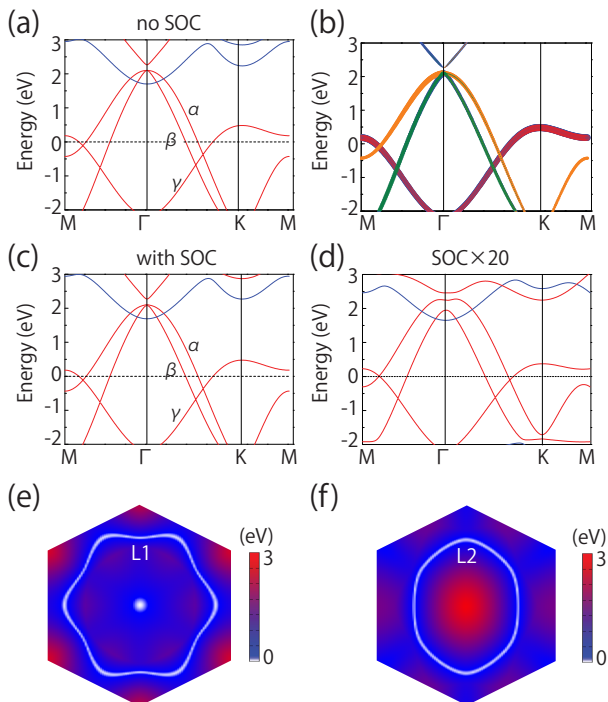 (a) no SOC (b)
Energy (eV) 3 2 1 0 -1 -2
α β γ
M Γ K M
Energy (eV) 3 2 1 0 -1 -2
M Γ K M
(c) with SOC (d) SOC×20
Energy (eV) 3 2 1 0 -1 -2
α β γ
M Γ K M
Energy (eV) 3 2 1 0 -1 -2
M Γ K M
(e) (f)
L1
(eV)
3
0
L2
(eV)
3
0